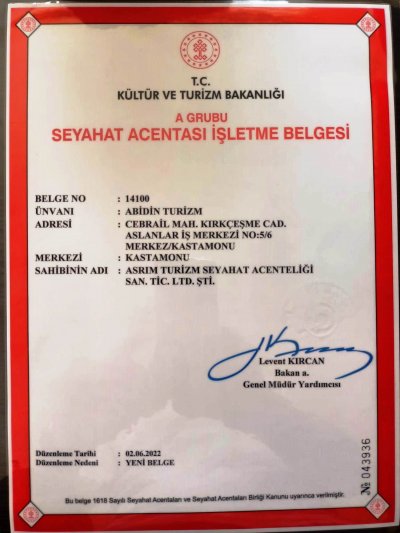 T.C.
KÜLTÜR VE TURİZM BAKANLIĞI
A GRUBU
SEYAHAT ACENTASI İŞLETME BELGESİ
BELGE NO : 14100
ÜNVANI : ABİDİN TURİZM
ADRESİ : CEBRAİL MAH. KIRKÇEŞME CAD.
ASLANLAR İŞ MERKEZİ NO:5/6
MERKEZ/KASTAMONU
MERKEZİ : KASTAMONU
SAHİBİNİN ADI : ASRIM TURİZM SEYAHAT ACENTELİĞİ
SAN. TİC. LTD. ŞTİ.
Levent KIRCAN
Bakan a.
Genel Müdür Yardımcısı
Düzenleme Tarihi : 02.06.2022
Düzenleme Nedeni : YENİ BELGE
№ 043936
Bu belge 1618 Sayılı Seyahat Acentaları ve Seyahat Acentaları Birliği Kanunu uyarınca verilmiştir.